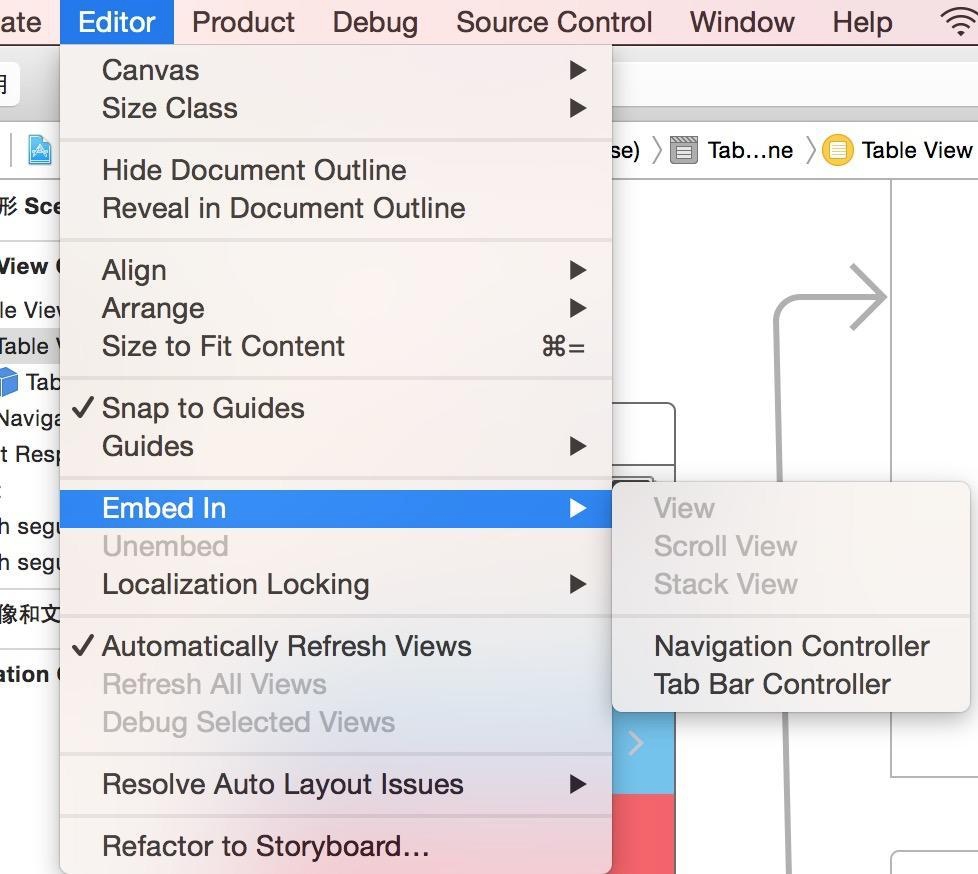 ate Editor Product Debug Source Control Window Help
se) Tab...ne Table View
Canvas
Size Class
Hide Document Outline
Reveal in Document Outline
Align
Arrange
Size to Fit Content ⌘=
✓ Snap to Guides
Guides
Embed In
Unembed
Localization Locking
✓ Automatically Refresh Views
Refresh All Views
Debug Selected Views
Resolve Auto Layout Issues
Refactor to Storyboard...
View
Scroll View
Stack View
Navigation Controller
Tab Bar Controller
形 Sce
View
le Viev
Table
Tab
Naviga
t Resp
h segu
h segu
像和文
ation